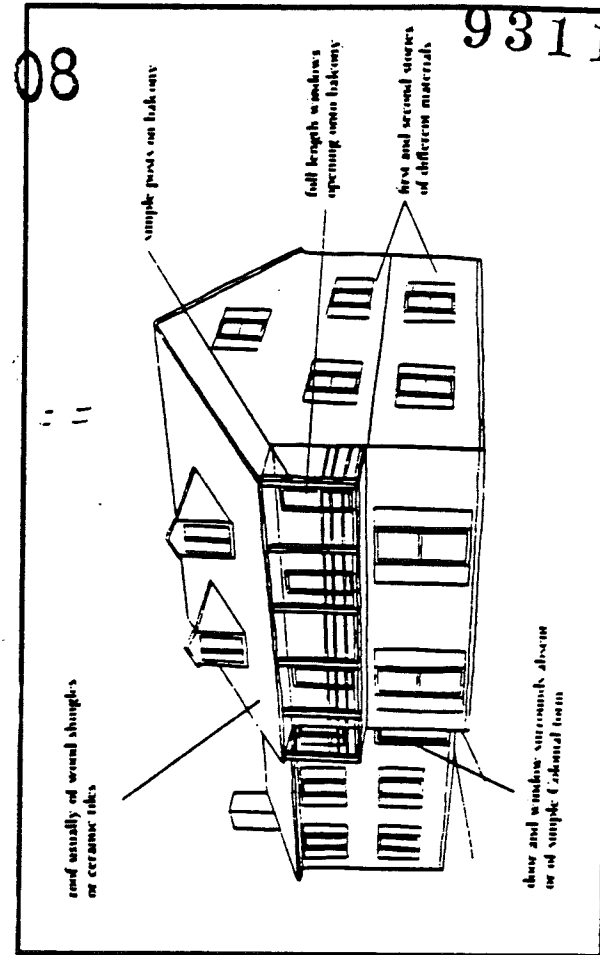 08
9311
simple posts on balcony
full length windows
opening onto balcony
first and second stories
of different materials
roof usually of wood shingles
or ceramic tiles
door and window surrounds absent
or of simple Colonial form